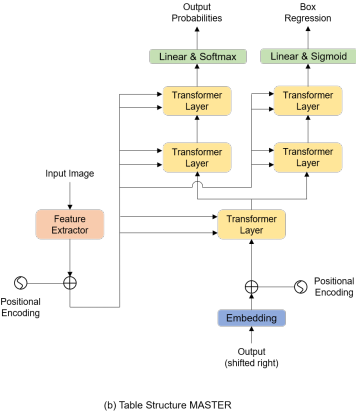 Output
Probabilities
Box
Regression
Linear & Softmax
Linear & Sigmoid
Transformer
Layer
Transformer
Layer
Transformer
Layer
Transformer
Layer
Input Image
Feature
Extractor
Transformer
Layer
Positional
Encoding
Positional
Encoding
Embedding
Output
(shifted right)
(b) Table Structure MASTER